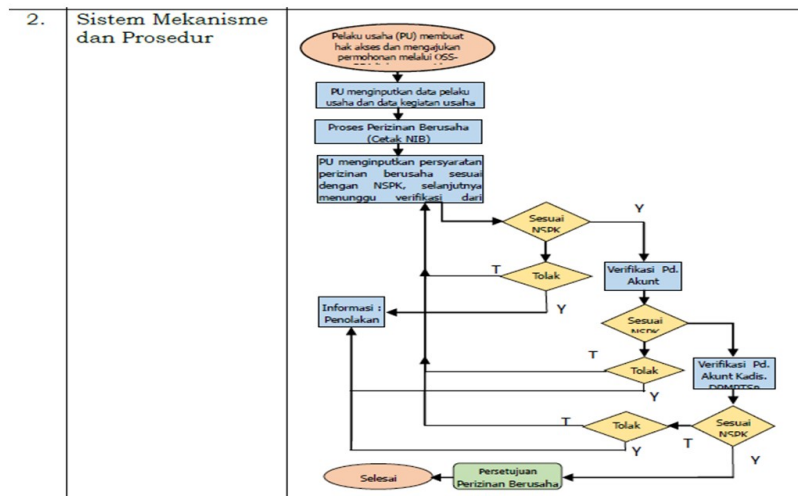 2.
Sistem Mekanisme
dan Prosedur
Pelaku usaha (PU) membuat
hak akses dan mengajukan
permohonan melalui OSS-
PU menginputkan data pelaku
usaha dan data kegiatan usaha
Proses Perizinan Berusaha
(Cetak NIB)
PU menginputkan persyaratan
perizinan berusaha sesuai
dengan NSPK, selanjutnya
menunggu verifikasi dari
Sesuai
NSPK
Y
T
Tolak
Y
Verifikasi Pd.
Akunt
Informasi :
Penolakan
Sesuai
NSPK
T
Tolak
Y
Verifikasi Pd.
Akunt Kadis.
DPMPTSP
T
Tolak
Y
T
Sesuai
NSPK
Y
Persetujuan
Perizinan Berusaha
Selesai